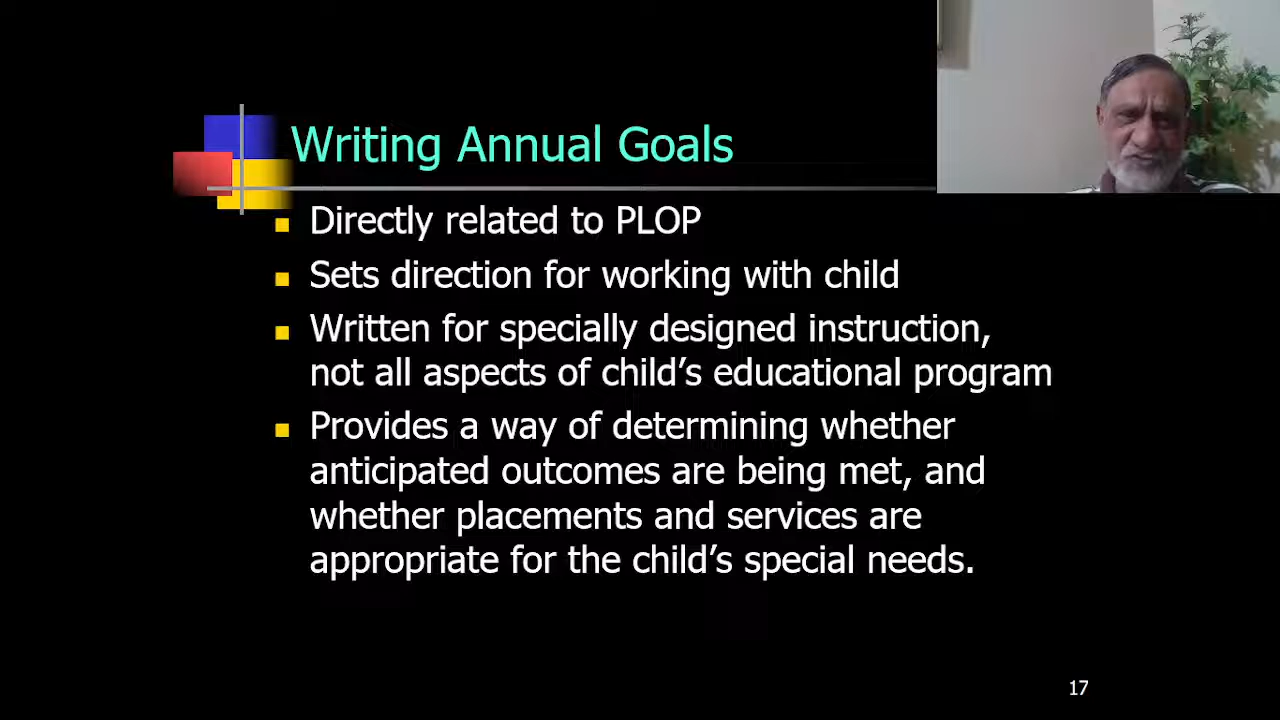 Writing Annual Goals
Directly related to PLOP
Sets direction for working with child
Written for specially designed instruction,
not all aspects of child’s educational program
Provides a way of determining whether
anticipated outcomes are being met, and
whether placements and services are
appropriate for the child’s special needs.
17